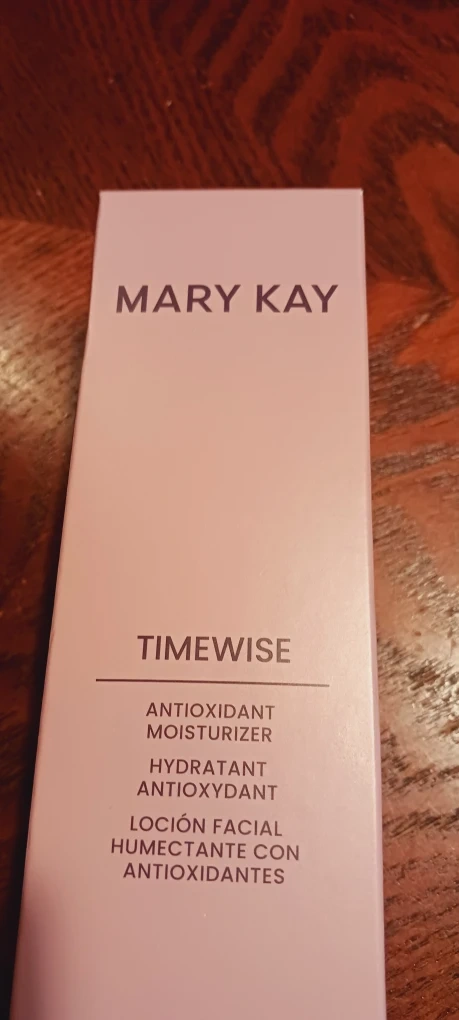 MARY KAY
TIMEWISE
ANTIOXIDANT
MOISTURIZER
HYDRATANT
ANTIOXYDANT
LOCIÓN FACIAL
HUMECTANTE CON
ANTIOXIDANTES